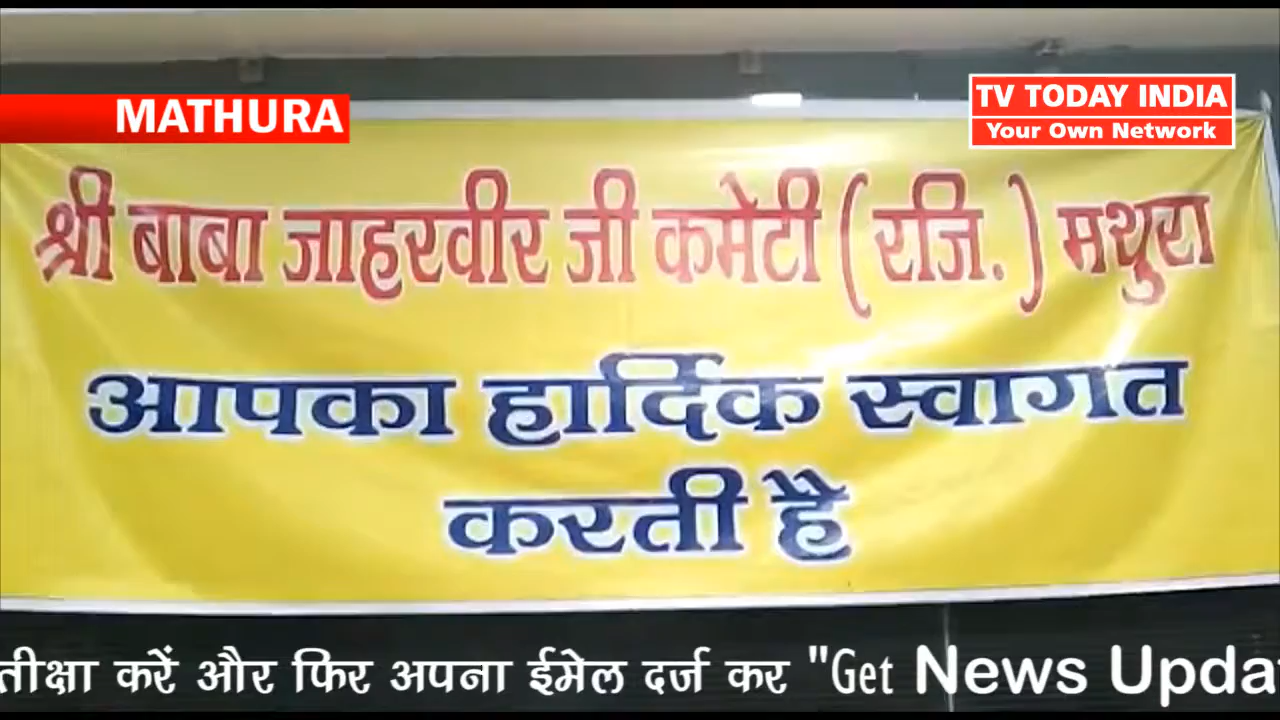 MATHURA
TV TODAY INDIA
Your Own Network
श्री बाबा जाहरवीर जी कमेटी (रजि.) मथुरा
आपका हार्दिक स्वागत
करती है
करें और फिर अपना ईमेल दर्ज कर "Get News